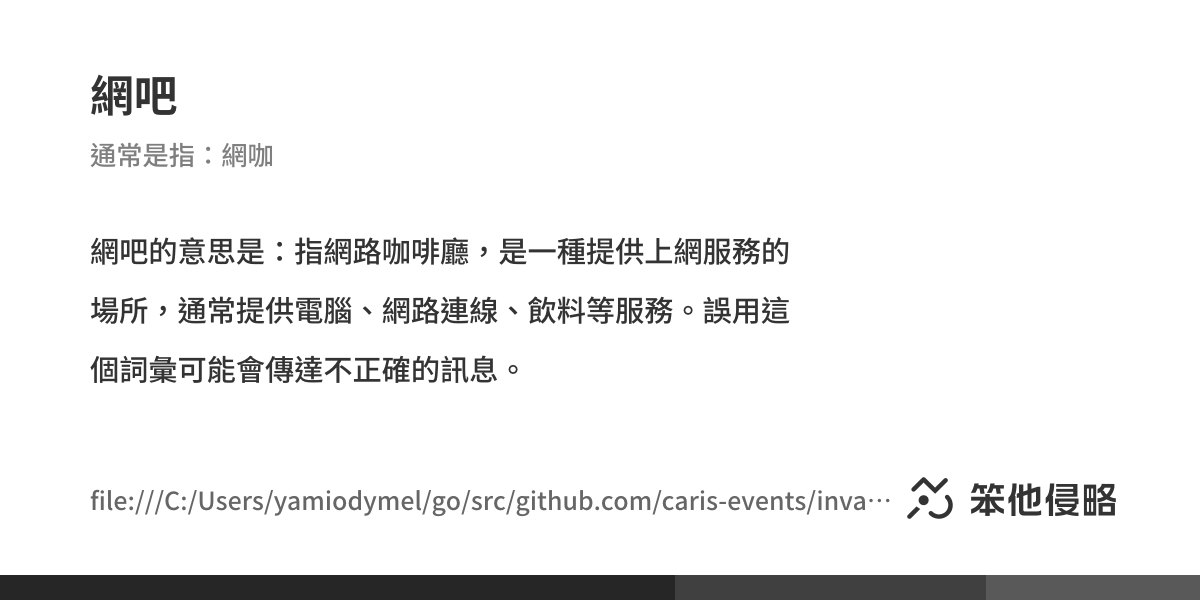 網吧
通常是指：網咖
網吧的意思是：指網路咖啡廳，是一種提供上網服務的
場所，通常提供電腦、網路連線、飲料等服務。誤用這
個詞彙可能會傳達不正確的訊息。
file:///C:/Users/yamiodymel/go/src/github.com/caris-events/inva…
笨他侵略